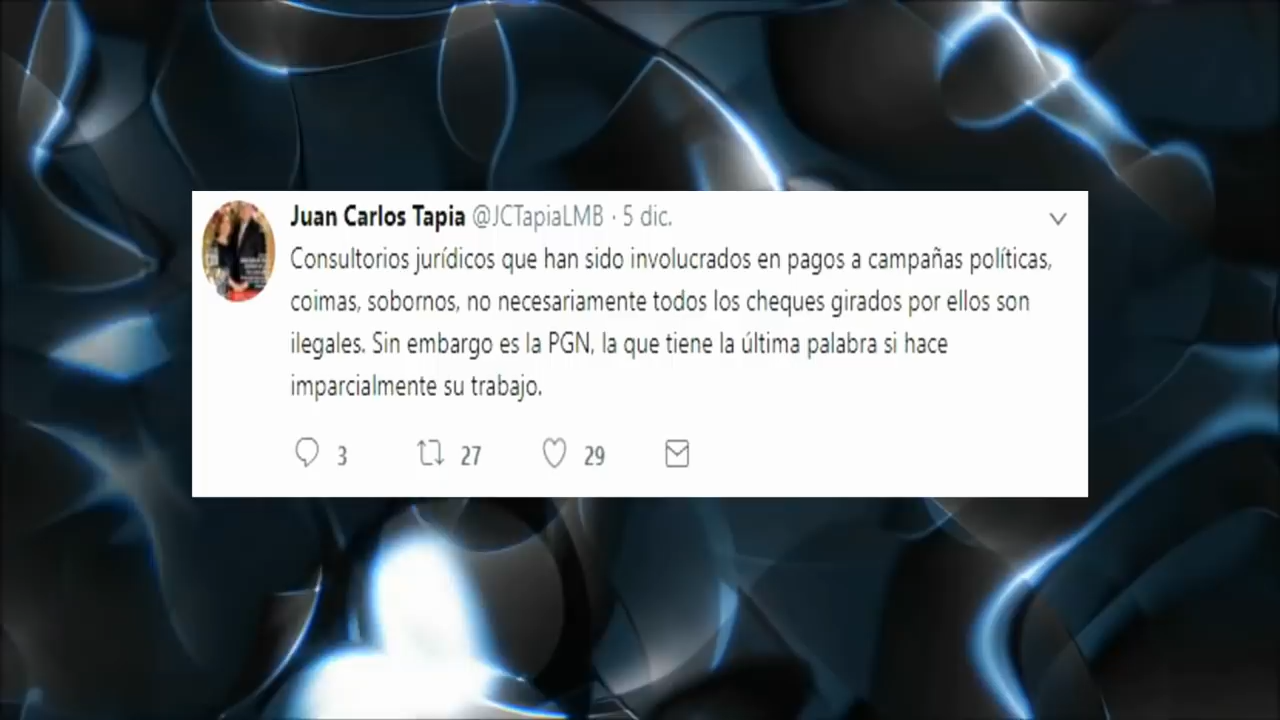 Juan Carlos Tapia @JCTapiaLMB · 5 dic.
Consultorios jurídicos que han sido involucrados en pagos a campañas políticas,
coimas, sobornos, no necesariamente todos los cheques girados por ellos son
ilegales. Sin embargo es la PGN, la que tiene la última palabra si hace
imparcialmente su trabajo.
3 27 29